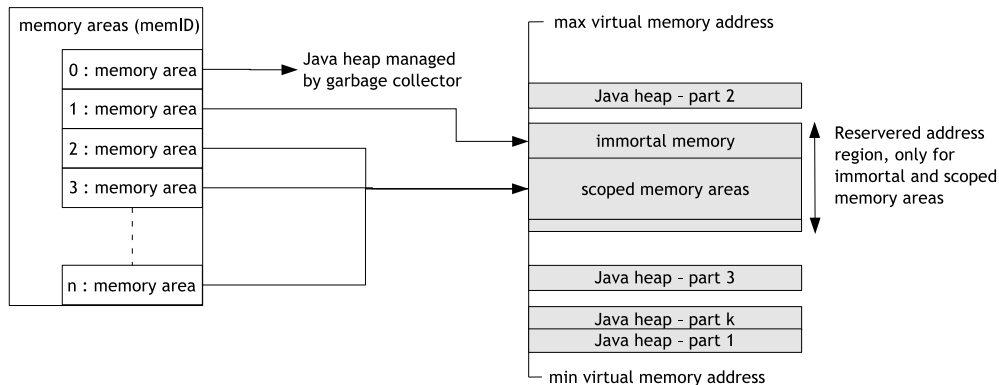 memory areas (memID)
0 : memory area
1 : memory area
2 : memory area
3 : memory area
n : memory area
Java heap managed
by garbage collector
max virtual memory address
Java heap – part 2
immortal memory
scoped memory areas
Reservered address
region, only for
immortal and scoped
memory areas
Java heap – part 3
Java heap – part k
Java heap – part 1
min virtual memory address